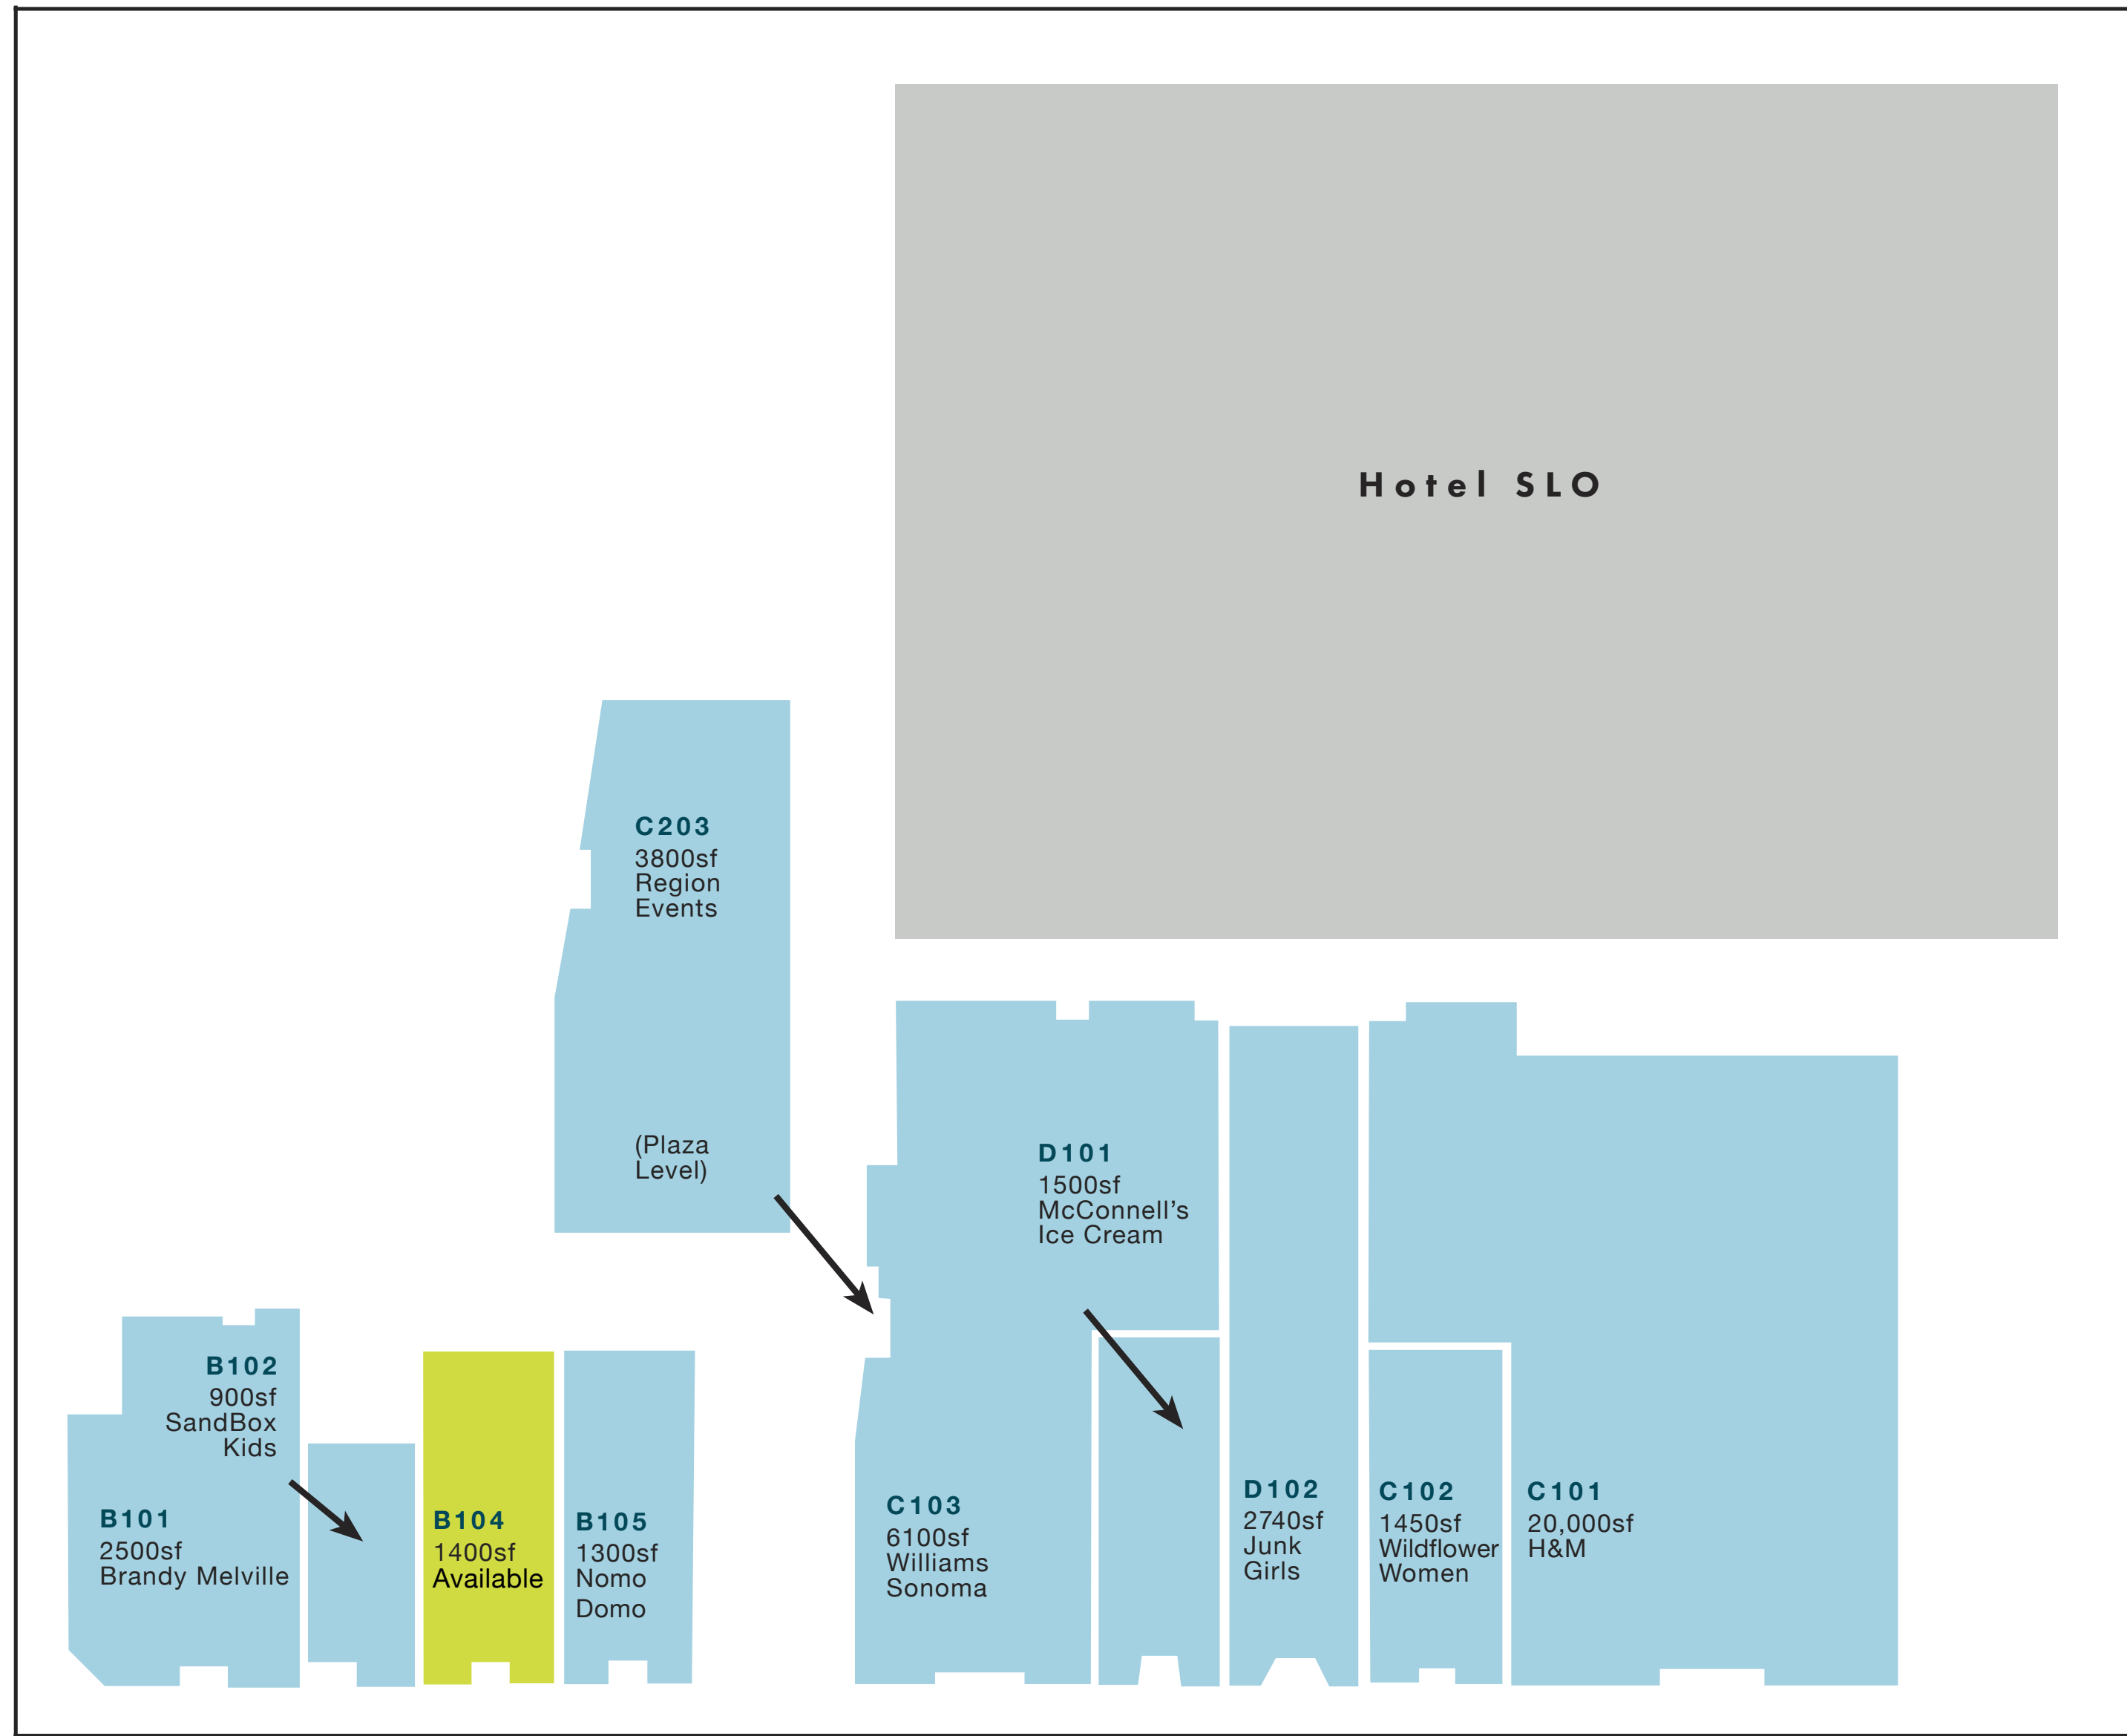 Hotel SLO
C203
3800sf
Region
Events
(Plaza
Level)
D101
1500sf
McConnell’s
Ice Cream
B102
900sf
SandBox
Kids
B101
2500sf
Brandy Melville
B104
1400sf
Available
B105
1300sf
Nomo
Domo
C103
6100sf
Williams
Sonoma
D102
2740sf
Junk
Girls
C102
1450sf
Wildflower
Women
C101
20,000sf
H&M